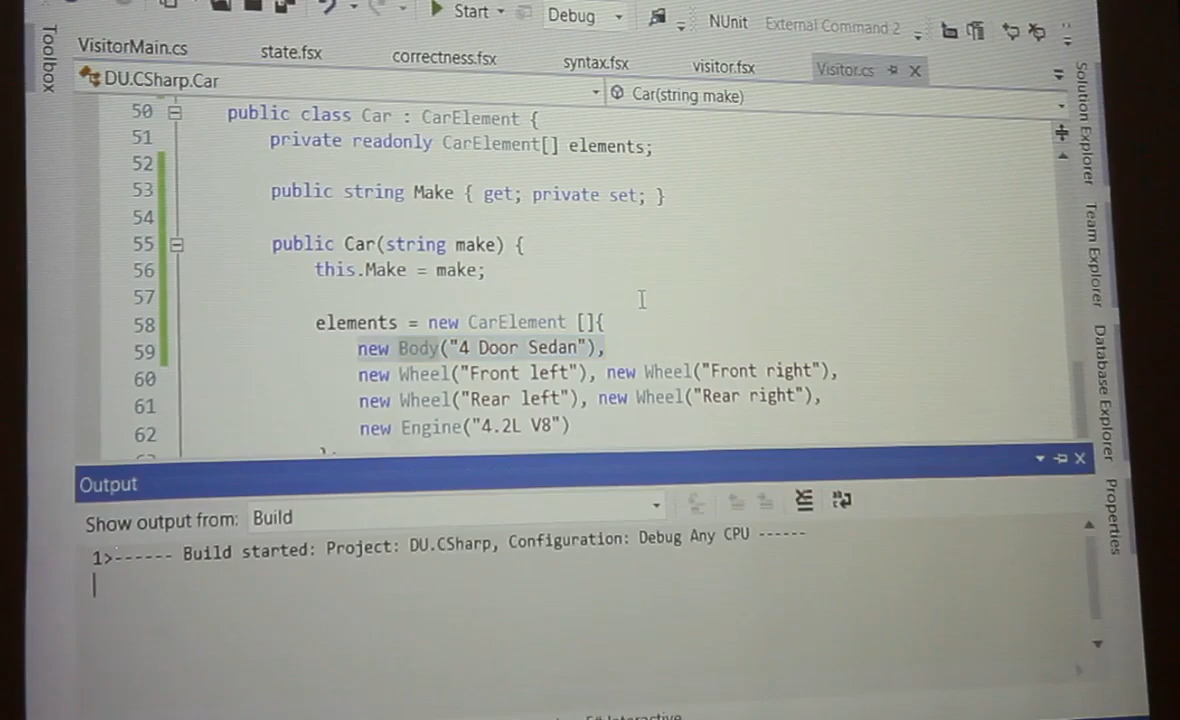 Start Debug NUnit External Command 2
Toolbox
VisitorMain.cs state.fsx correctness.fsx syntax.fsx visitor.fsx Visitor.cs
DU.CSharp.Car Car(string make)
50 public class Car : CarElement {
51 private readonly CarElement[] elements;
52
53 public string Make { get; private set; }
54
55 public Car(string make) {
56 this.Make = make;
57
58 elements = new CarElement []{
59 new Body("4 Door Sedan"),
60 new Wheel("Front left"), new Wheel("Front right"),
61 new Wheel("Rear left"), new Wheel("Rear right"),
62 new Engine("4.2L V8")
Solution Explorer
Team Explorer
Database Explorer
Properties
Output
Show output from: Build
1>------ Build started: Project: DU.CSharp, Configuration: Debug Any CPU ------